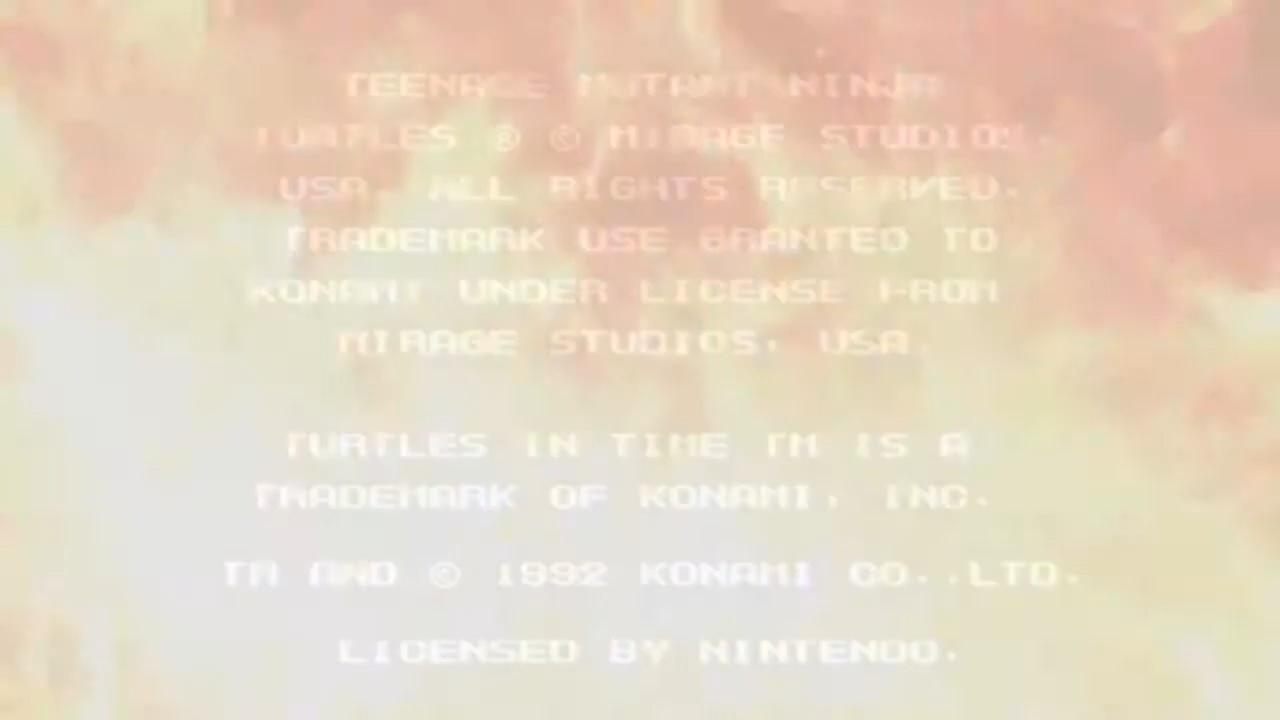 TEENAGE MUTANT NINJA
TURTLES ® © MIRAGE STUDIOS,
USA. ALL RIGHTS RESERVED.
TRADEMARK USE GRANTED TO
KONAMI UNDER LICENSE FROM
MIRAGE STUDIOS, USA.
TURTLES IN TIME TM IS A
TRADEMARK OF KONAMI, INC.
TM AND © 1992 KONAMI CO.,LTD.
LICENSED BY NINTENDO.